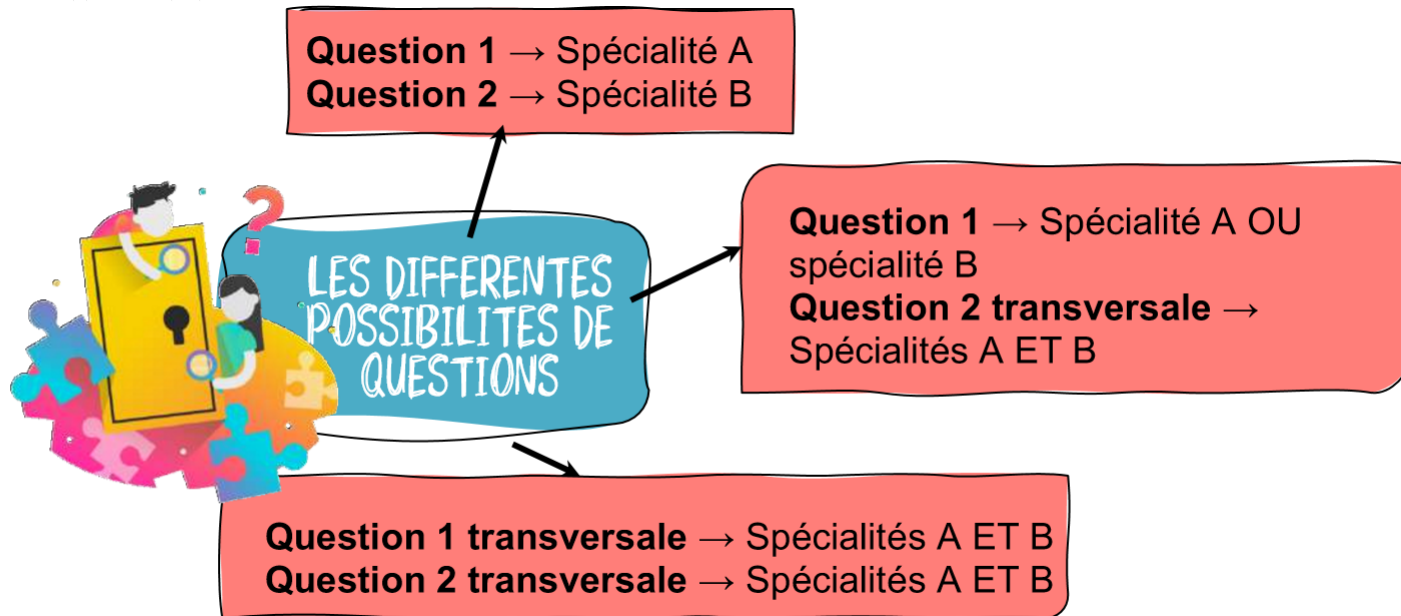 Question 1 → Spécialité A
Question 2 → Spécialité B
LES DIFFERENTES
POSSIBILITES DE
QUESTIONS
Question 1 → Spécialité A OU
spécialité B
Question 2 transversale →
Spécialités A ET B
Question 1 transversale → Spécialités A ET B
Question 2 transversale → Spécialités A ET B